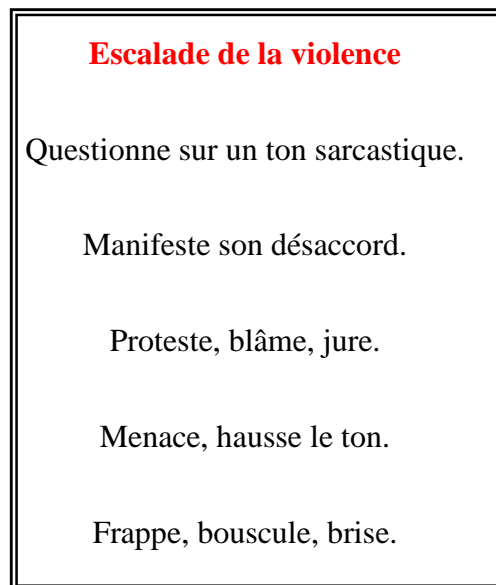 Escalade de la violence
Questionne sur un ton sarcastique.
Manifeste son désaccord.
Proteste, blâme, jure.
Menace, hausse le ton.
Frappe, bouscule, brise.